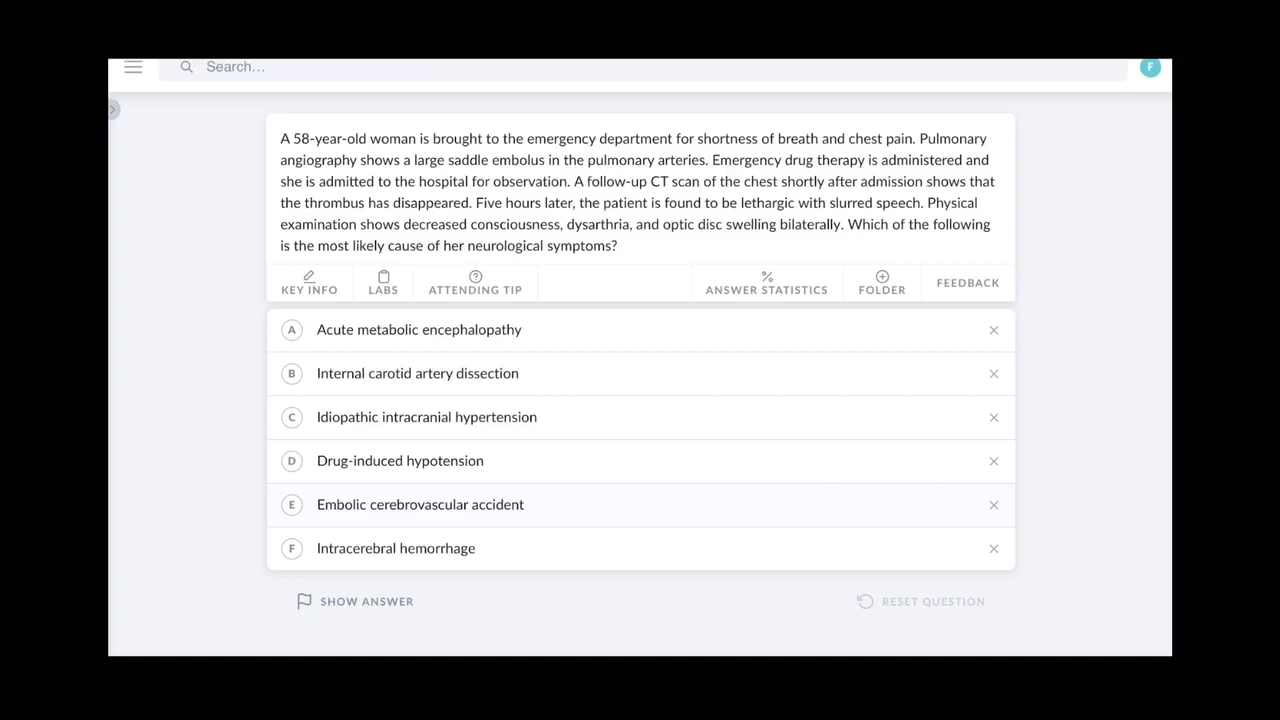 Search...
F
A 58-year-old woman is brought to the emergency department for shortness of breath and chest pain. Pulmonary
angiography shows a large saddle embolus in the pulmonary arteries. Emergency drug therapy is administered and
she is admitted to the hospital for observation. A follow-up CT scan of the chest shortly after admission shows that
the thrombus has disappeared. Five hours later, the patient is found to be lethargic with slurred speech. Physical
examination shows decreased consciousness, dysarthria, and optic disc swelling bilaterally. Which of the following
is the most likely cause of her neurological symptoms?
KEY INFO LABS ATTENDING TIP % ANSWER STATISTICS FOLDER FEEDBACK
A Acute metabolic encephalopathy
B Internal carotid artery dissection
C Idiopathic intracranial hypertension
D Drug-induced hypotension
E Embolic cerebrovascular accident
F Intracerebral hemorrhage
SHOW ANSWER RESET QUESTION